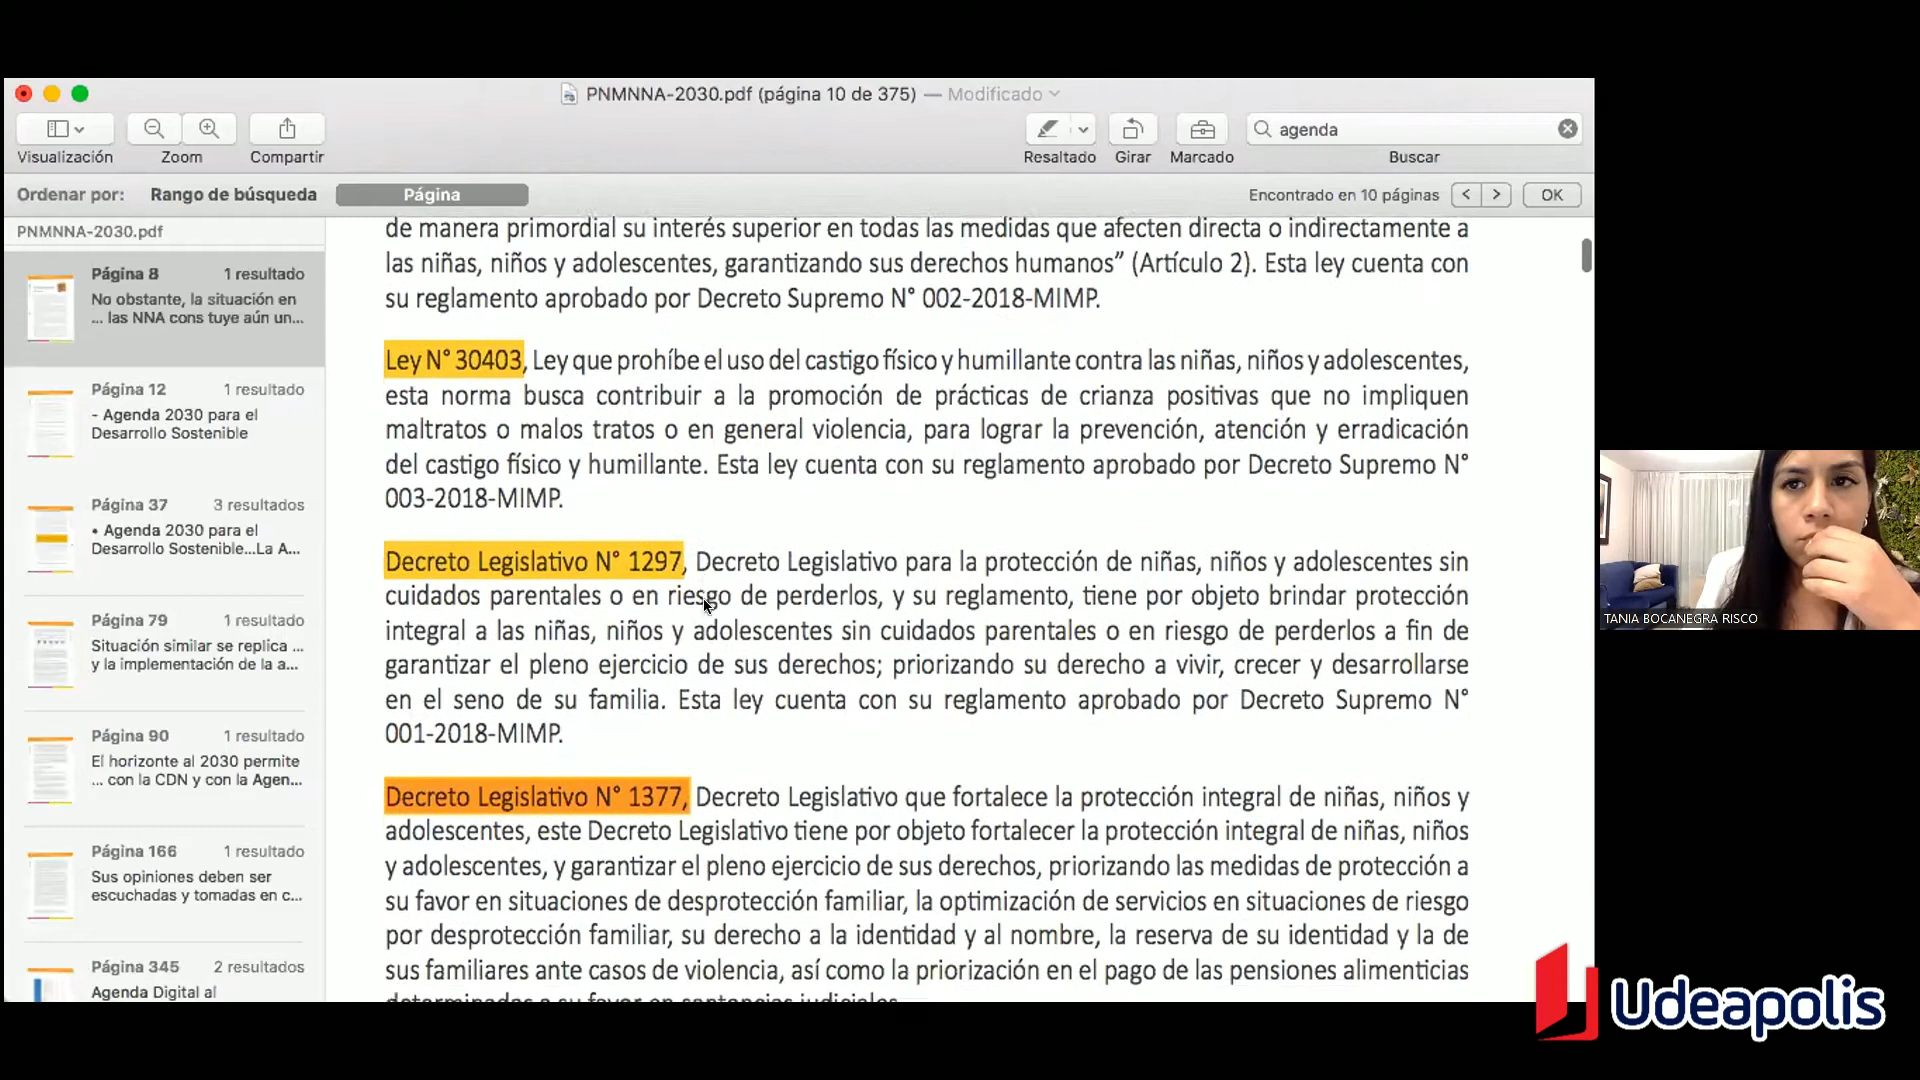 PNMNNA-2030.pdf (página 10 de 375) — Modificado
Visualización
Zoom
Compartir
Resaltado
Girar
Marcado
agenda
Buscar
Ordenar por:
Rango de búsqueda
Página
Encontrado en 10 páginas
OK
PNMNNA-2030.pdf
Página 8 1 resultado
No obstante, la situación en
... las NNA cons tuye aún un...
Página 12 1 resultado
- Agenda 2030 para el
Desarrollo Sostenible
Página 37 3 resultados
• Agenda 2030 para el
Desarrollo Sostenible...La A...
Página 79 1 resultado
Situación similar se replica ...
y la implementación de la a...
Página 90 1 resultado
El horizonte al 2030 permite
... con la CDN y con la Agen...
Página 166 1 resultado
Sus opiniones deben ser
escuchadas y tomadas en c...
Página 345 2 resultados
Agenda Digital al
de manera primordial su interés superior en todas las medidas que afecten directa o indirectamente a
las niñas, niños y adolescentes, garantizando sus derechos humanos” (Artículo 2). Esta ley cuenta con
su reglamento aprobado por Decreto Supremo N° 002-2018-MIMP.
Ley N° 30403, Ley que prohíbe el uso del castigo físico y humillante contra las niñas, niños y adolescentes,
esta norma busca contribuir a la promoción de prácticas de crianza positivas que no impliquen
maltratos o malos tratos o en general violencia, para lograr la prevención, atención y erradicación
del castigo físico y humillante. Esta ley cuenta con su reglamento aprobado por Decreto Supremo N°
003-2018-MIMP.
Decreto Legislativo N° 1297, Decreto Legislativo para la protección de niñas, niños y adolescentes sin
cuidados parentales o en riesgo de perderlos, y su reglamento, tiene por objeto brindar protección
integral a las niñas, niños y adolescentes sin cuidados parentales o en riesgo de perderlos a fin de
garantizar el pleno ejercicio de sus derechos; priorizando su derecho a vivir, crecer y desarrollarse
en el seno de su familia. Esta ley cuenta con su reglamento aprobado por Decreto Supremo N°
001-2018-MIMP.
Decreto Legislativo N° 1377, Decreto Legislativo que fortalece la protección integral de niñas, niños y
adolescentes, este Decreto Legislativo tiene por objeto fortalecer la protección integral de niñas, niños
y adolescentes, y garantizar el pleno ejercicio de sus derechos, priorizando las medidas de protección a
su favor en situaciones de desprotección familiar, la optimización de servicios en situaciones de riesgo
por desprotección familiar, su derecho a la identidad y al nombre, la reserva de su identidad y la de
sus familiares ante casos de violencia, así como la priorización en el pago de las pensiones alimenticias
determinadas a su favor en sentencias judiciales.
TANIA BOCANEGRA RISCO
Udeapolis